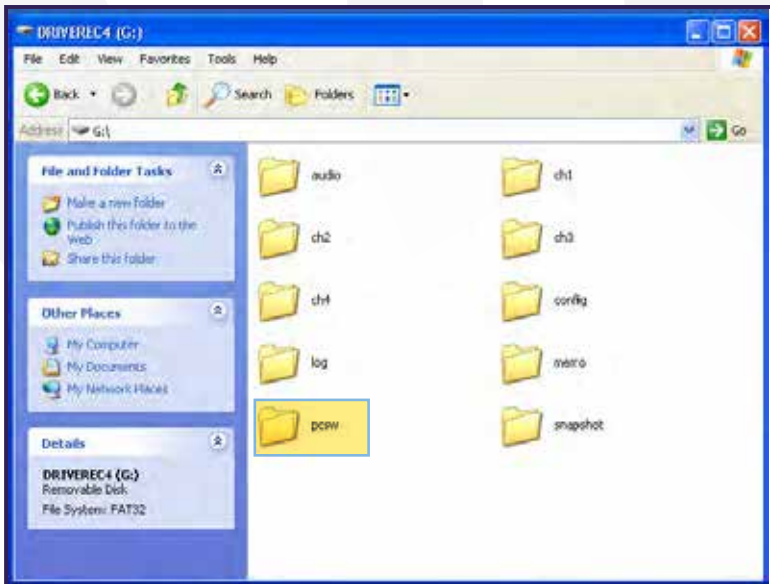 DRIVEREC4 (G:)
File Edit View Favorites Tools Help
Back Search Folders
Address G:\ Go
File and Folder Tasks
Make a new folder
Publish this folder to the
Web
Share this folder
Other Places
My Computer
My Documents
My Network Places
Details
DRIVEREC4 (G:)
Removable Disk
File System: FAT32
audio ch1
ch2 ch3
ch4 config
log
pcsw snapshot